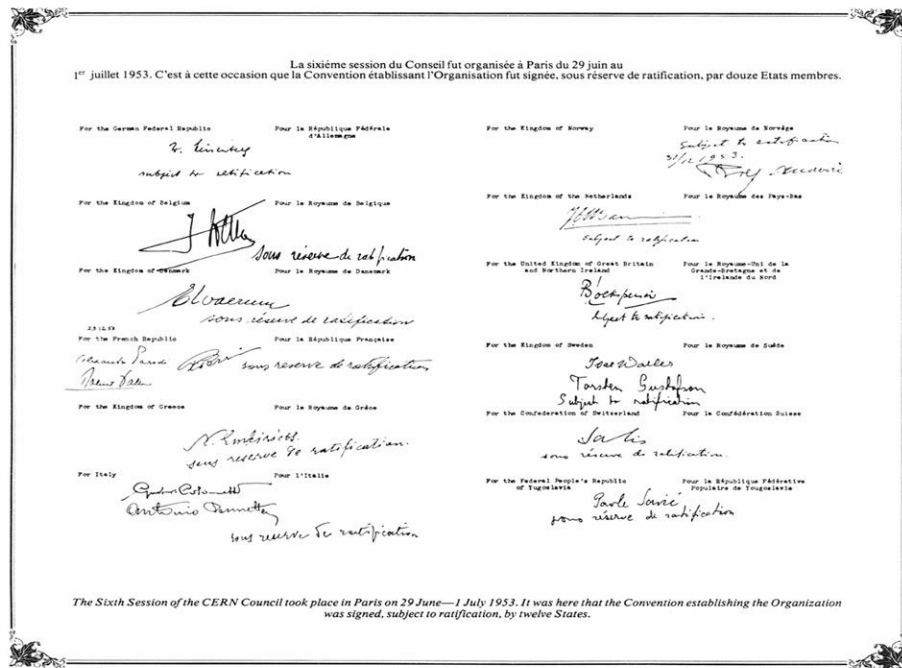 La sixième session du Conseil fut organisée à Paris du 29 juin au
1er juillet 1953. C'est à cette occasion que la Convention établissant l'Organisation fut signée, sous réserve de ratification, par douze Etats membres.
For the German Federal Republic
Pour la République Fédérale
d'Allemagne
subject to ratification
For the Kingdom of Belgium
Pour le Royaume de Belgique
sous réserve de ratification
For the Kingdom of Denmark
Pour le Royaume de Danemark
sous réserve de ratification
23.12.53
For the French Republic
Pour la République Française
sous reserve de ratification
For the Kingdom of Greece
Pour le Royaume de Grèce
sous reserve de ratification.
For Italy
Pour l'Italie
Antonio
sous reserve de ratification
For the Kingdom of Norway
Pour le Royaume de Norvège
Subject to ratification
31/12 1953.
For the Kingdom of the Netherlands
Pour le Royaume des Pays-Bas
subject to ratification
For the United Kingdom of Great Britain
and Northern Ireland
Pour le Royaume-Uni de la
Grande-Bretagne et de
l'Irelande du Nord
subject to ratification.
For the Kingdom of Sweden
Pour le Royaume de Suède
Torsten Gustafson
Subject to ratification
For the Confederation of Switzerland
Pour la Confédération Suisse
sous réserve de ratification.
For the Federal People's Republic
of Yugoslavia
Pour la République Fédérative
Populaire de Yougoslavie
Pavle Savić
sous réserve de ratification
The Sixth Session of the CERN Council took place in Paris on 29 June—1 July 1953. It was here that the Convention establishing the Organization
was signed, subject to ratification, by twelve States.